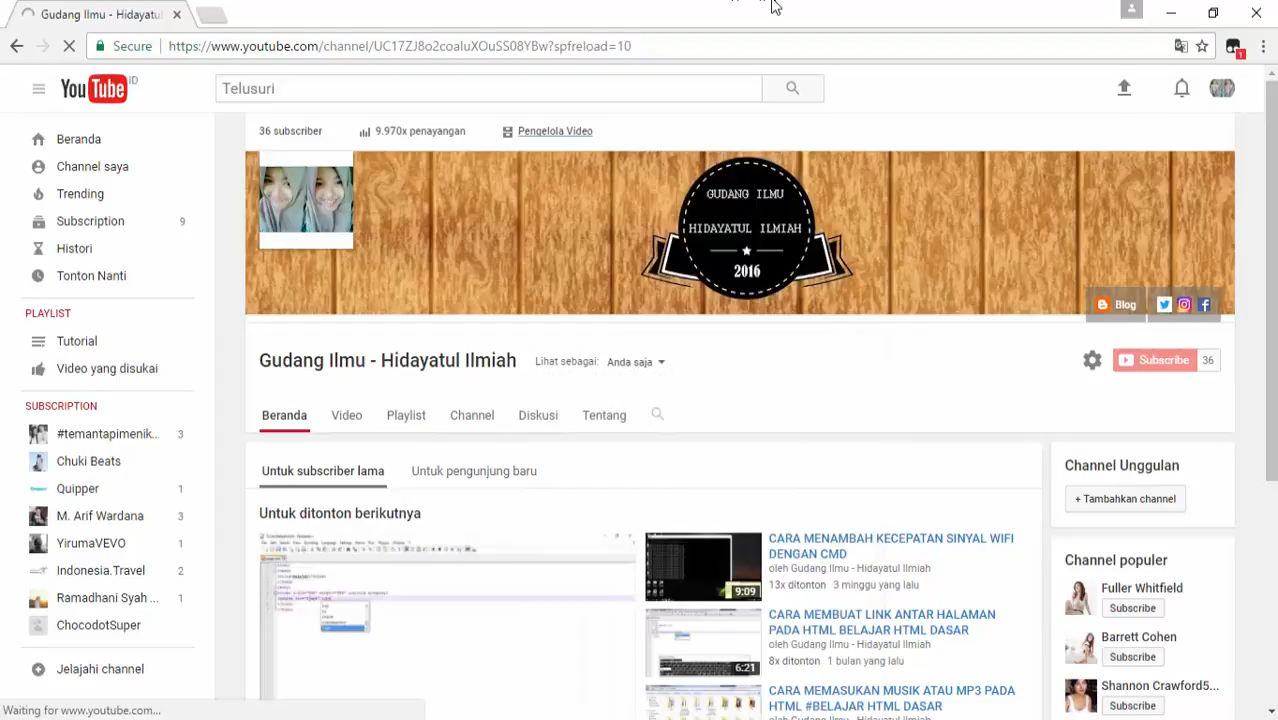 Gudang Ilmu - Hidayatul
Secure
https://www.youtube.com/channel/UC17ZJ8o2coaluXOuSS08YBw?spfreload=10
1
YouTube ID
Telusuri
36 subscriber
9.970x penayangan
Pengelola Video
Beranda
Channel saya
Trending
Subscription 9
Histori
Tonton Nanti
PLAYLIST
Tutorial
Video yang disukai
SUBSCRIPTION
#temantapimenik... 3
Chuki Beats
Quipper 1
M. Arif Wardana 3
YirumaVEVO 1
Indonesia.Travel 2
Ramadhani Syah ... 1
ChocodotSuper
Jelajahi channel
GUDANG ILMU
HIDAYATUL ILMIAH
2016
Blog
Gudang Ilmu - Hidayatul Ilmiah
Lihat sebagai: Anda saja
Subscribe 36
Beranda Video Playlist Channel Diskusi Tentang
Untuk subscriber lama Untuk pengunjung baru
Untuk ditonton berikutnya
CARA MENAMBAH KECEPATAN SINYAL WIFI
DENGAN CMD
oleh Gudang Ilmu - Hidayatul Ilmiah
13x ditonton 3 minggu yang lalu
9:09
CARA MEMBUAT LINK ANTAR HALAMAN
PADA HTML BELAJAR HTML DASAR
oleh Gudang Ilmu - Hidayatul Ilmiah
8x ditonton 1 bulan yang lalu
6:21
CARA MEMASUKAN MUSIK ATAU MP3 PADA
HTML #BELAJAR HTML DASAR
oleh Gudang Ilmu - Hidayatul Ilmiah
Channel Unggulan
+ Tambahkan channel
Channel populer
Fuller Whitfield
Subscribe
Barrett Cohen
Subscribe
Shannon Crawford5...
Subscribe
Waiting for www.youtube.com...